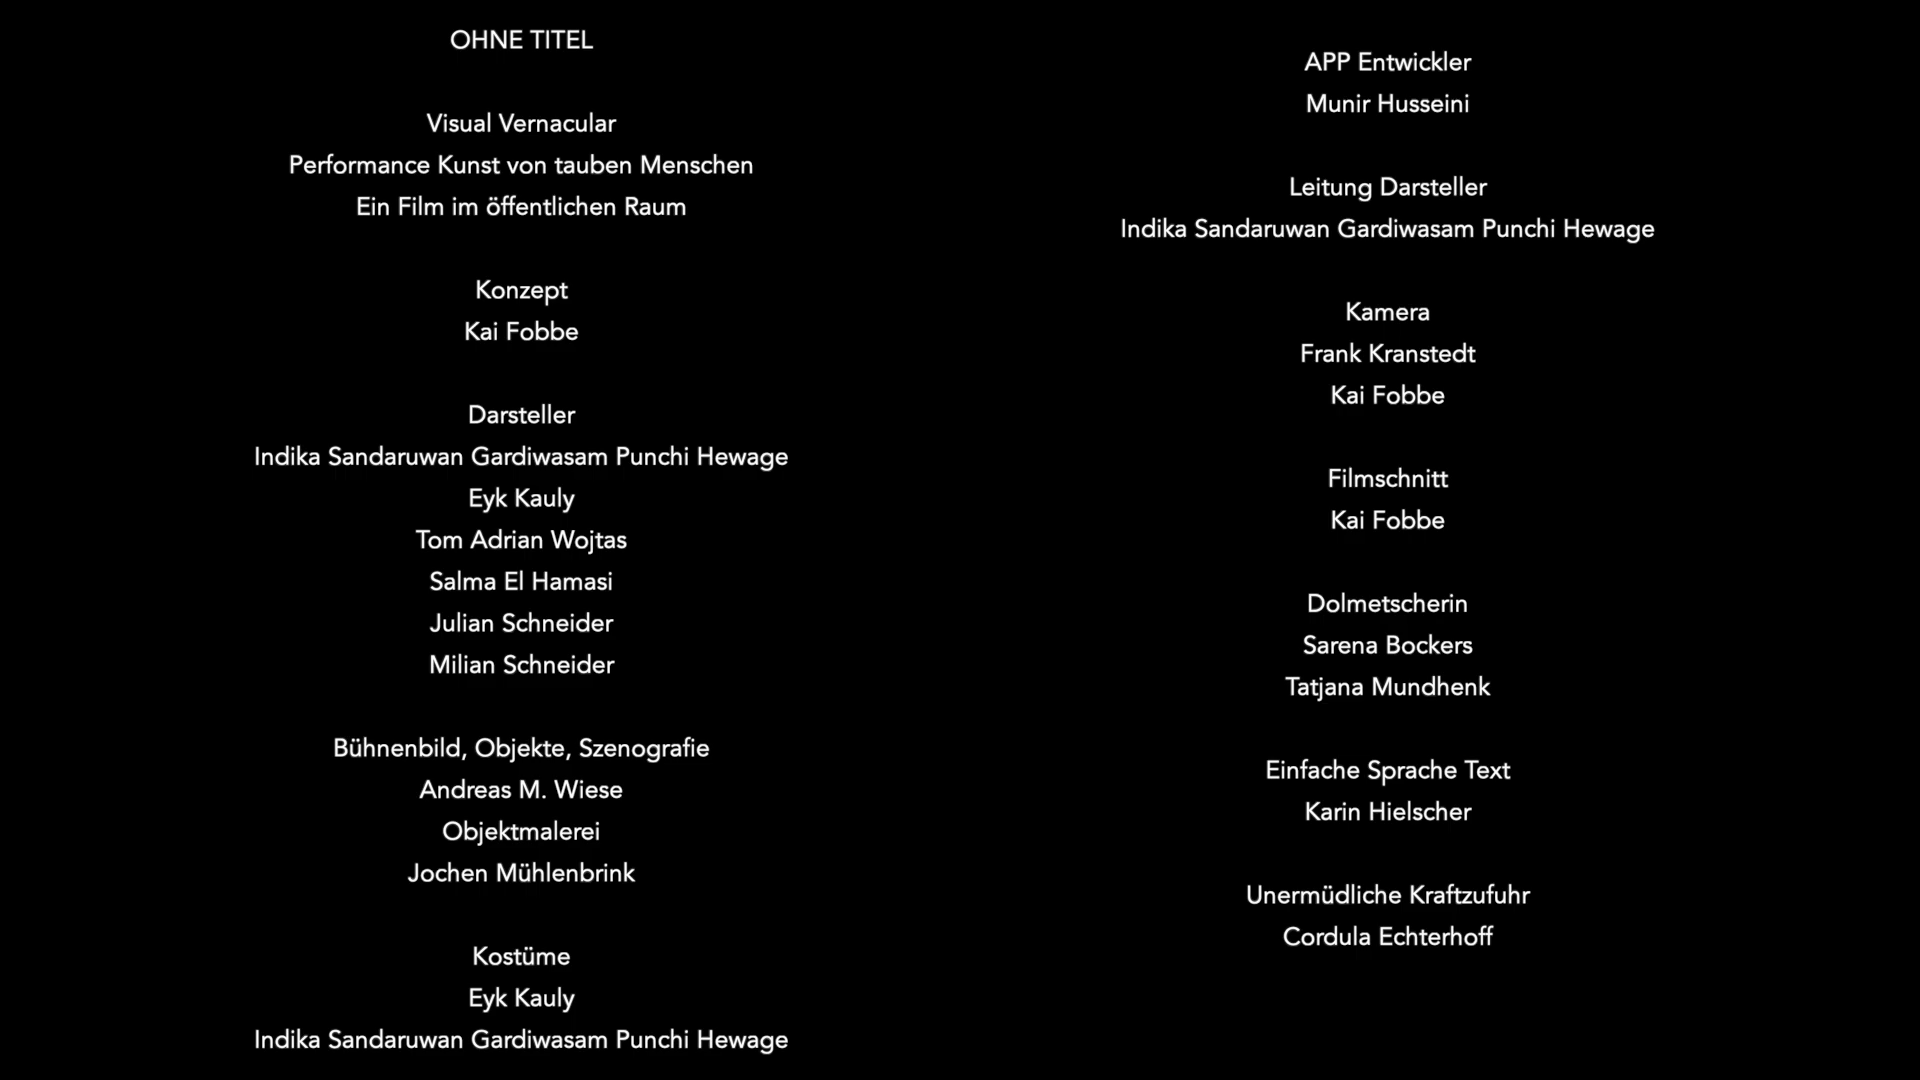 OHNE TITEL
Visual Vernacular
Performance Kunst von tauben Menschen
Ein Film im öffentlichen Raum
Konzept
Kai Fobbe
Darsteller
Indika Sandaruwan Gardiwasam Punchi Hewage
Eyk Kauly
Tom Adrian Wojtas
Salma El Hamasi
Julian Schneider
Milian Schneider
Bühnenbild, Objekte, Szenografie
Andreas M. Wiese
Objektmalerei
Jochen Mühlenbrink
Kostüme
Eyk Kauly
Indika Sandaruwan Gardiwasam Punchi Hewage
APP Entwickler
Munir Husseini
Leitung Darsteller
Indika Sandaruwan Gardiwasam Punchi Hewage
Kamera
Frank Kranstedt
Kai Fobbe
Filmschnitt
Kai Fobbe
Dolmetscherin
Sarena Bockers
Tatjana Mundhenk
Einfache Sprache Text
Karin Hielscher
Unermüdliche Kraftzufuhr
Cordula Echterhoff